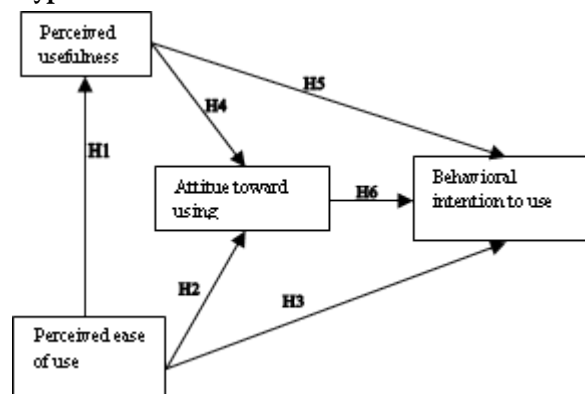 Perceived
usefulness
H5
H4
H1
Attitue toward
using
H6
Behavioral
intention to use
H2
H3
Perceived ease
of use